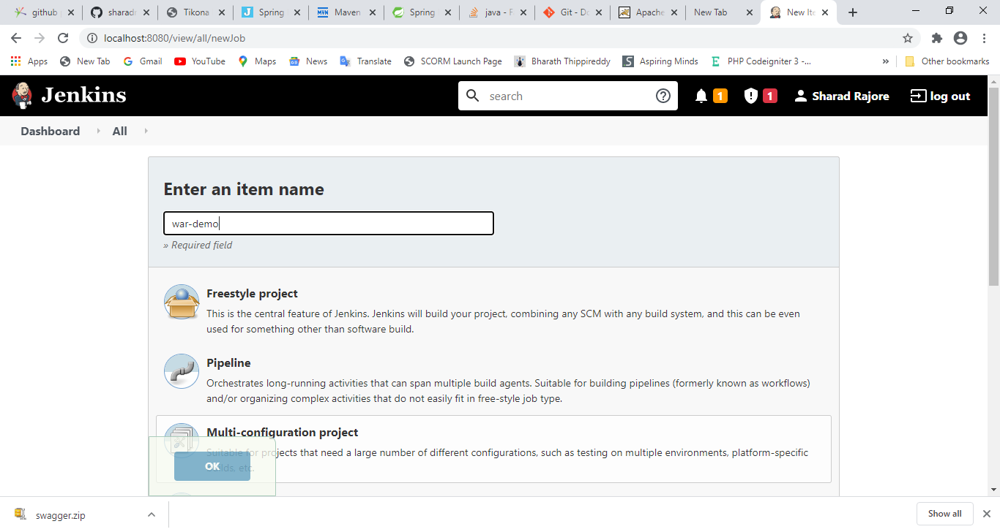 github
sharadr
Tikona
Spring
Maven
Spring
java - F
Git - Do
Apache
New Tab
New Ite
localhost:8080/view/all/newJob
Apps
New Tab
Gmail
YouTube
Maps
News
Translate
SCORM Launch Page
Bharath Thippireddy
Aspiring Minds
PHP Codeigniter 3 -...
»
Other bookmarks
Jenkins
search
1
1
Sharad Rajore
log out
Dashboard
All
Enter an item name
war-demo
» Required field
Freestyle project
This is the central feature of Jenkins. Jenkins will build your project, combining any SCM with any build system, and this can be even
used for something other than software build.
Pipeline
Orchestrates long-running activities that can span multiple build agents. Suitable for building pipelines (formerly known as workflows)
and/or organizing complex activities that do not easily fit in free-style job type.
Multi-configuration project
Suitable for projects that need a large number of different configurations, such as testing on multiple environments, platform-specific
builds, etc.
OK
swagger.zip
Show all